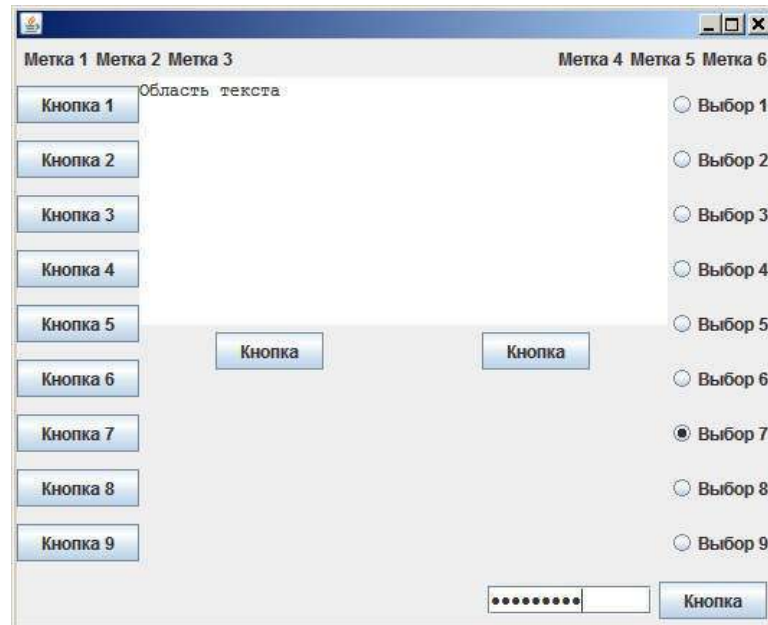 Метка 1 Метка 2 Метка 3 Метка 4 Метка 5 Метка 6
Кнопка 1 Область текста Выбор 1
Кнопка 2 Выбор 2
Кнопка 3 Выбор 3
Кнопка 4 Выбор 4
Кнопка 5 Выбор 5
Кнопка Кнопка
Кнопка 6 Выбор 6
Кнопка 7 Выбор 7
Кнопка 8 Выбор 8
Кнопка 9 Выбор 9
Кнопка